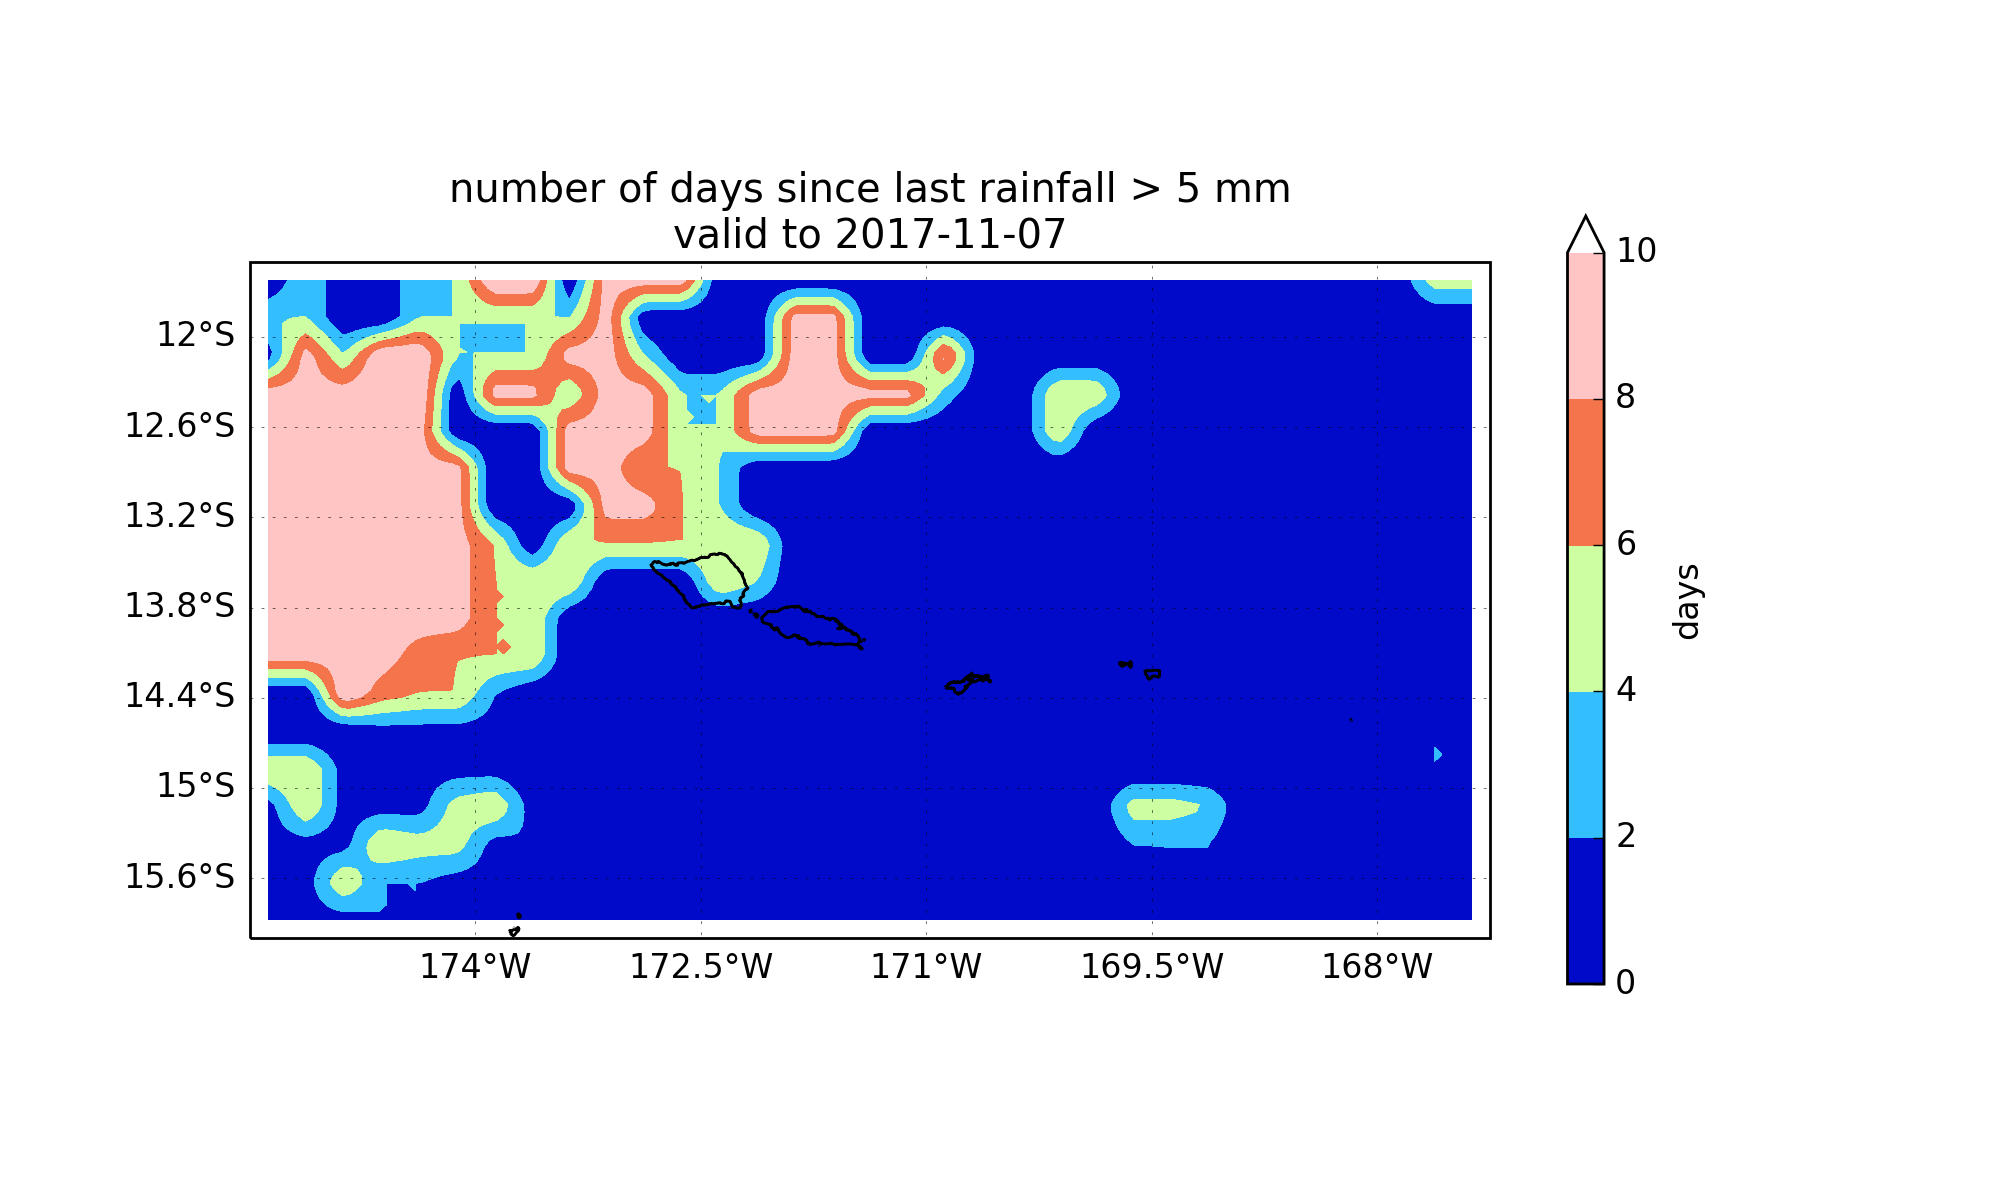 number of days since last rainfall > 5 mm
valid to 2017-11-07
12°S
12.6°S
13.2°S
13.8°S
14.4°S
15°S
15.6°S
174°W
172.5°W
171°W
169.5°W
168°W
10
8
6
4
2
0
days